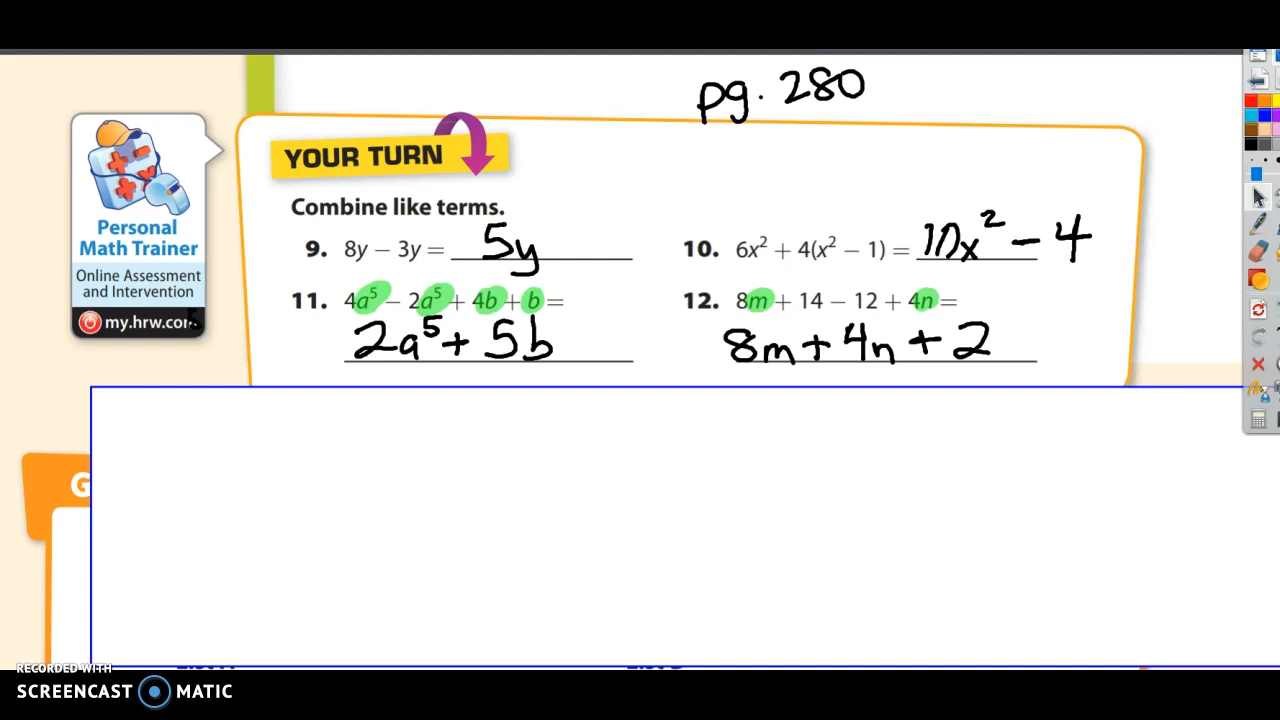 pg. 280
YOUR TURN
Combine like terms.
9. 8y − 3y = 5y
10. 6x² + 4(x² − 1) = 10x² − 4
11. 4a⁵ − 2a⁵ + 4b + b =
2a⁵ + 5b
12. 8m + 14 − 12 + 4n =
8m + 4n + 2
Personal
Math Trainer
Online Assessment
and Intervention
my.hrw.com
G
RECORDED WITH
SCREENCAST MATIC